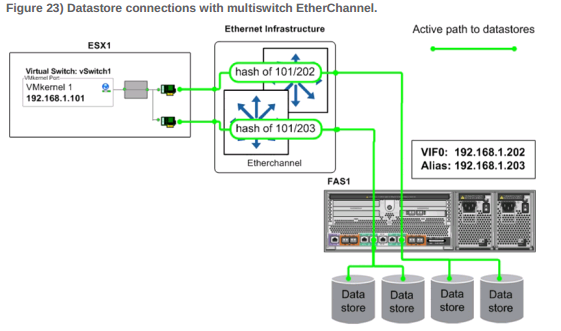 Figure 23) Datastore connections with multiswitch EtherChannel.
Ethernet Infrastructure
Active path to datastores
ESX1
Virtual Switch: vSwitch1
VMkernel Port
VMkernel 1
192.168.1.101
hash of 101/202
hash of 101/203
Etherchannel
VIF0: 192.168.1.202
Alias: 192.168.1.203
FAS1
Data
store
Data
store
Data
store
Data
store